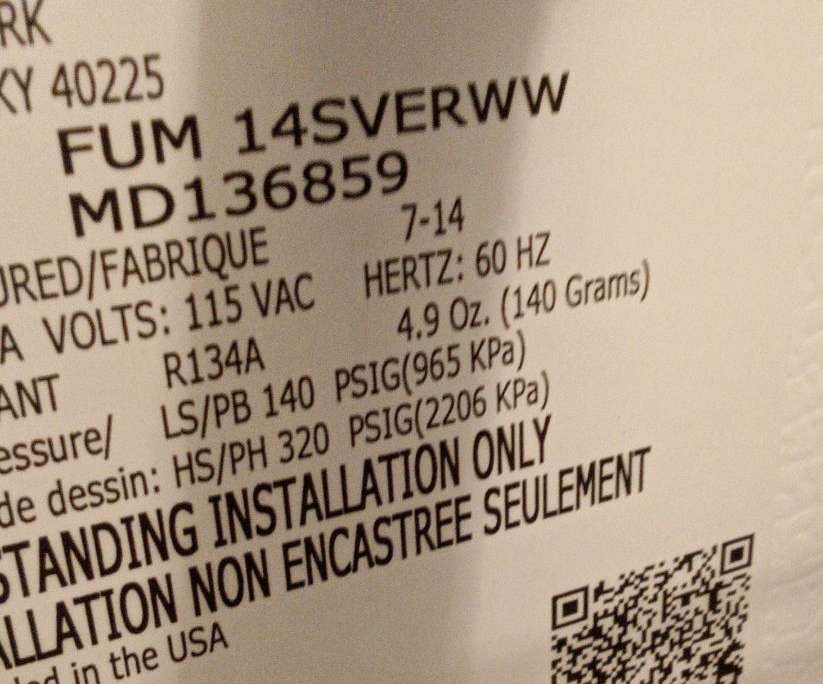 RK
KY 40225
FUM 14SVERWW
MD136859
URED/FABRIQUE 7-14
A VOLTS: 115 VAC HERTZ: 60 HZ
ANT R134A 4.9 Oz. (140 Grams)
essure/ LS/PB 140 PSIG(965 KPa)
de dessin: HS/PH 320 PSIG(2206 KPa)
STANDING INSTALLATION ONLY
ALLATION NON ENCASTREE SEULEMENT
ed in the USA